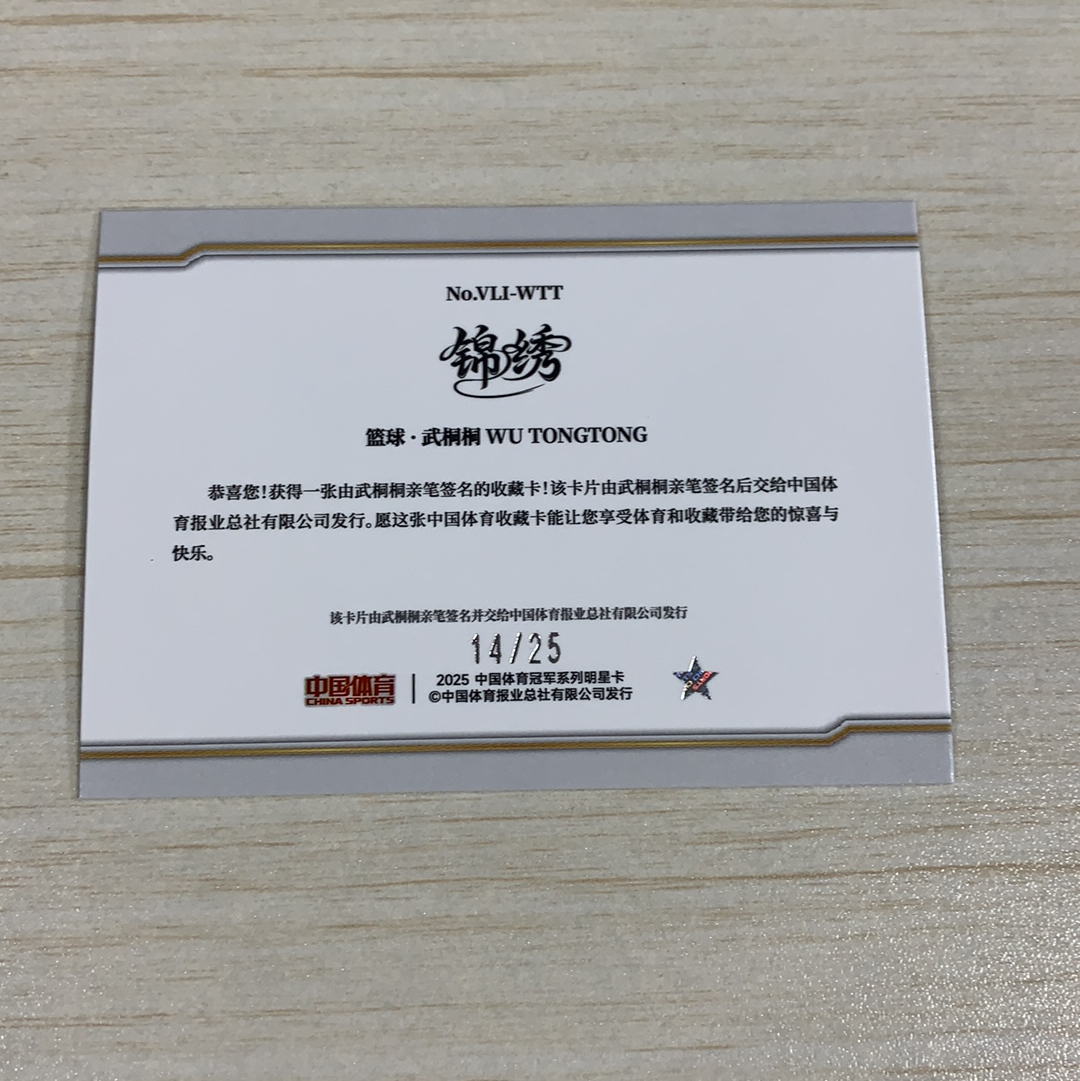 No.VLI-WTT
锦绣
篮球·武桐桐 WU TONGTONG
恭喜您!获得一张由武桐桐亲笔签名的收藏卡!该卡片由武桐桐亲笔签名后交给中国体
育报业总社有限公司发行。愿这张中国体育收藏卡能让您享受体育和收藏带给您的惊喜与
快乐。
该卡片由武桐桐亲笔签名并交给中国体育报业总社有限公司发行
14/25
中国体育
CHINA SPORTS
2025 中国体育冠军系列明星卡
©中国体育报业总社有限公司发行